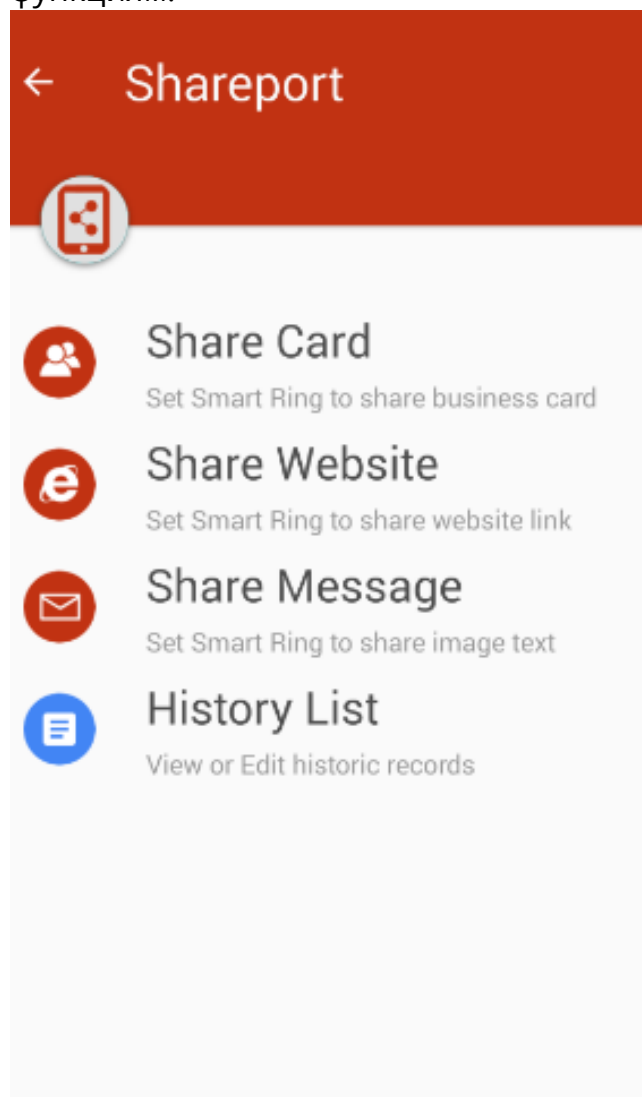 Shareport
Share Card
Set Smart Ring to share business card
Share Website
Set Smart Ring to share website link
Share Message
Set Smart Ring to share image text
History List
View or Edit historic records